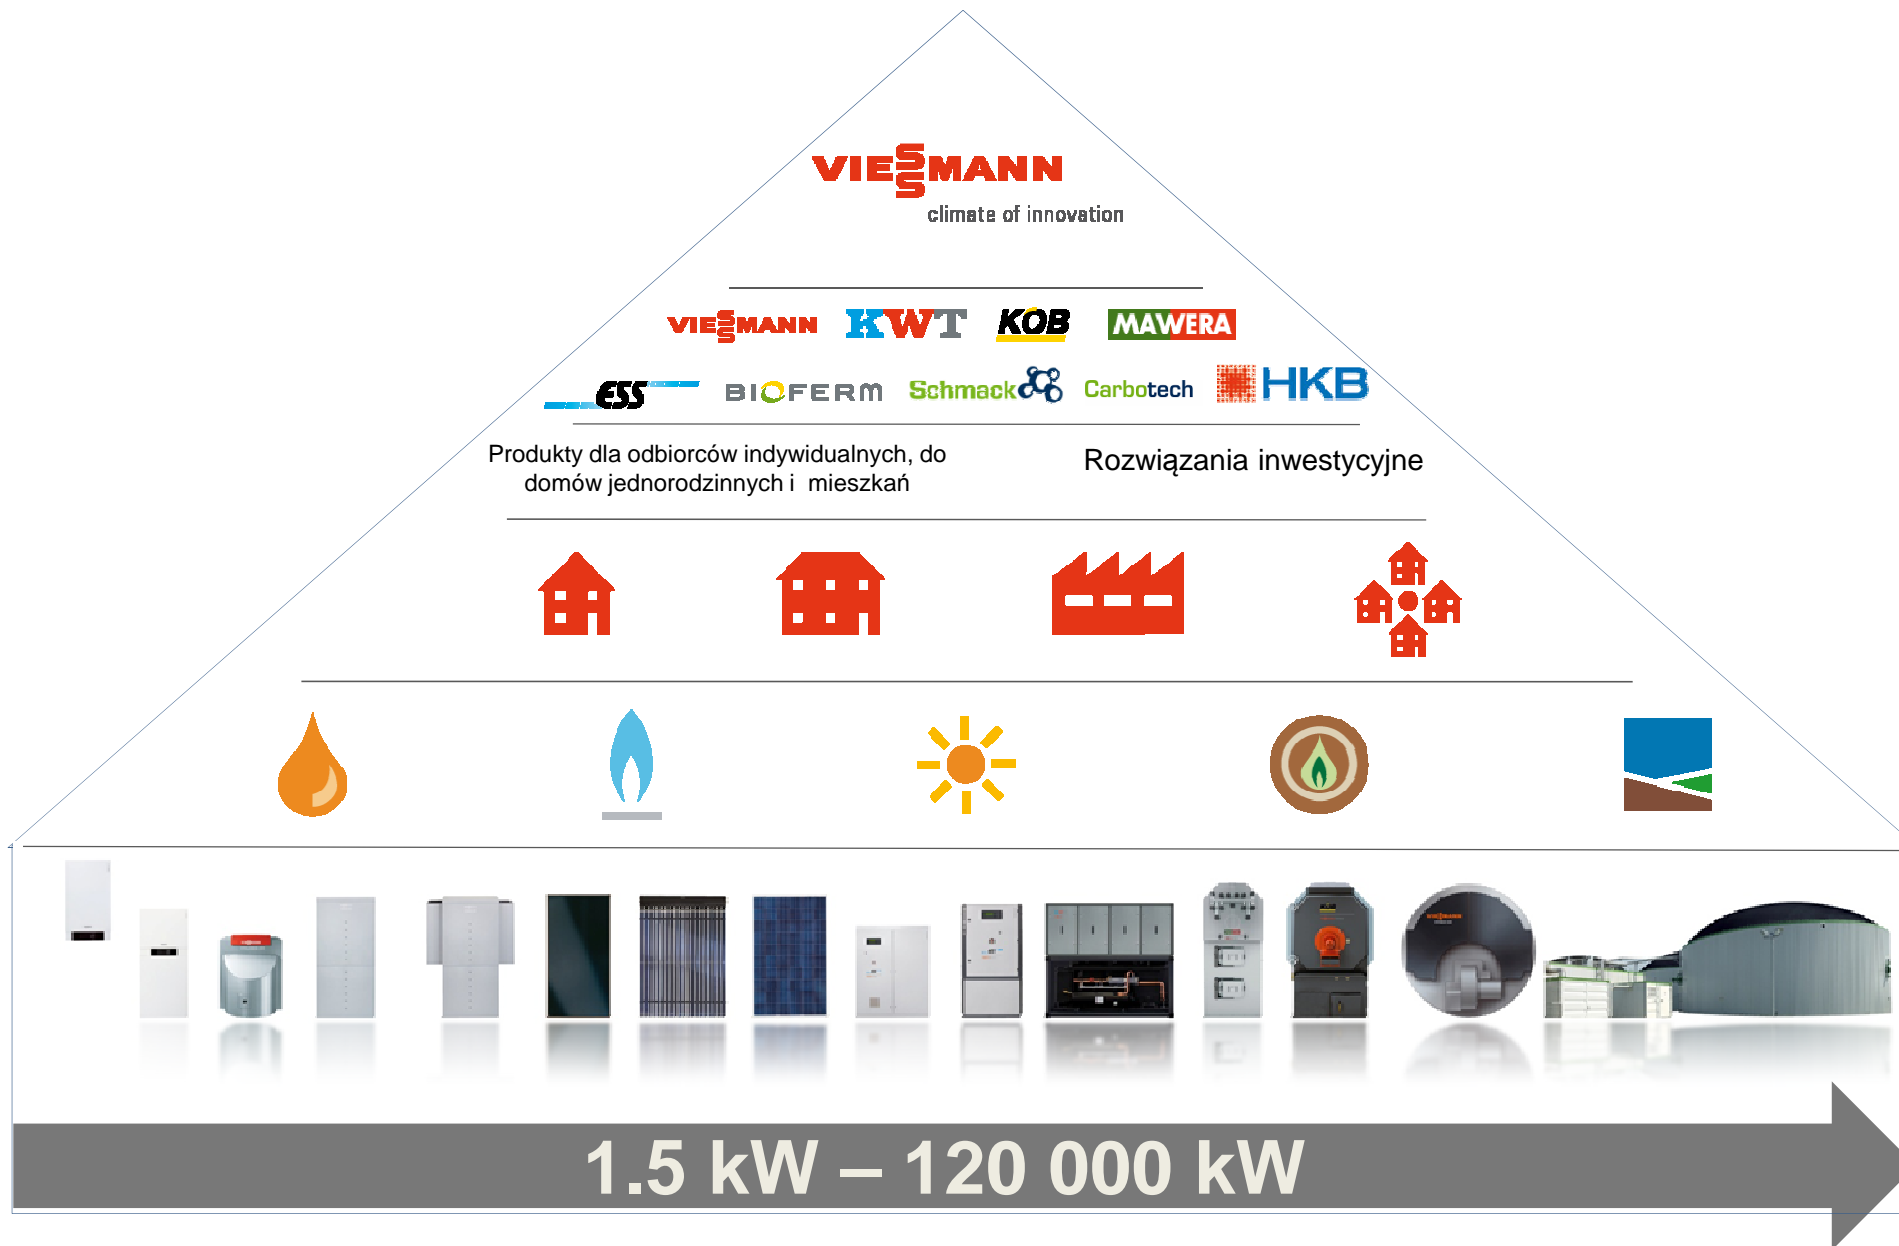 VIESSMANN
climate of innovation
VIESSMANN KWT KÖB MAWERA
ESS BIOFERM Schmack Carbotech HKB
Produkty dla odbiorców indywidualnych, do
domów jednorodzinnych i mieszkań
Rozwiązania inwestycyjne
1.5 kW – 120 000 kW